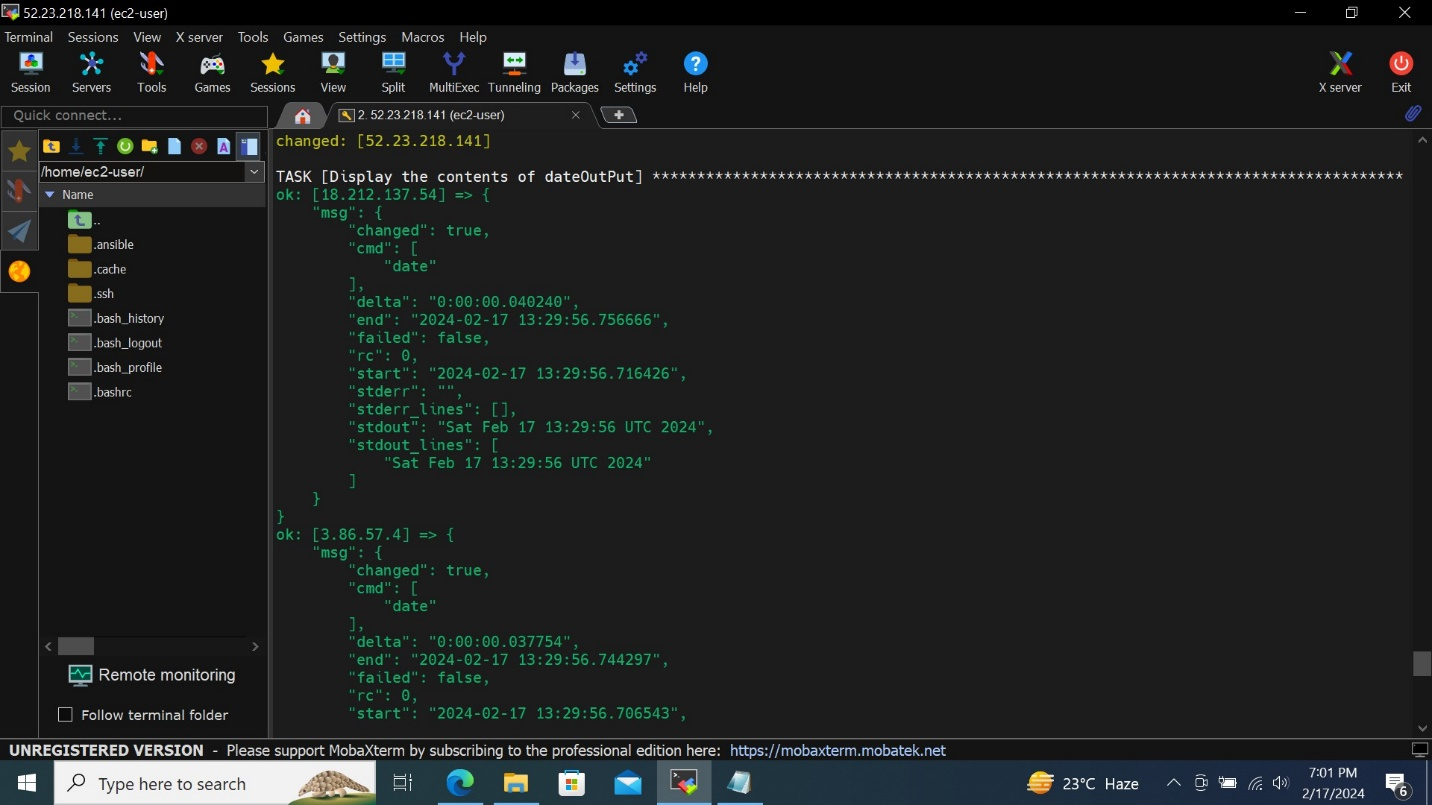 52.23.218.141 (ec2-user)
Terminal Sessions View X server Tools Games Settings Macros Help
Session Servers Tools Games Sessions View Split MultiExec Tunneling Packages Settings Help X server Exit
Quick connect...
2. 52.23.218.141 (ec2-user)
/home/ec2-user/
Name
..
.ansible
.cache
.ssh
.bash_history
.bash_logout
.bash_profile
.bashrc
Remote monitoring
Follow terminal folder
changed: [52.23.218.141]
TASK [Display the contents of dateOutPut] ************************************************************************************
ok: [18.212.137.54] => {
    "msg": {
        "changed": true,
        "cmd": [
            "date"
        ],
        "delta": "0:00:00.040240",
        "end": "2024-02-17 13:29:56.756666",
        "failed": false,
        "rc": 0,
        "start": "2024-02-17 13:29:56.716426",
        "stderr": "",
        "stderr_lines": [],
        "stdout": "Sat Feb 17 13:29:56 UTC 2024",
        "stdout_lines": [
            "Sat Feb 17 13:29:56 UTC 2024"
        ]
    }
}
ok: [3.86.57.4] => {
    "msg": {
        "changed": true,
        "cmd": [
            "date"
        ],
        "delta": "0:00:00.037754",
        "end": "2024-02-17 13:29:56.744297",
        "failed": false,
        "rc": 0,
        "start": "2024-02-17 13:29:56.706543",
UNREGISTERED VERSION - Please support MobaXterm by subscribing to the professional edition here: https://mobaxterm.mobatek.net
Type here to search
23°C Haze
7:01 PM
2/17/2024
6